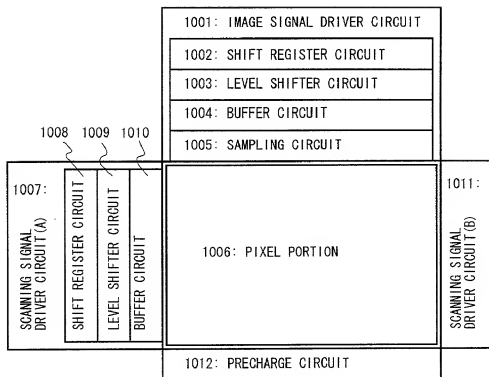 1001: IMAGE SIGNAL DRIVER CIRCUIT
1002: SHIFT REGISTER CIRCUIT
1003: LEVEL SHIFTER CIRCUIT
1004: BUFFER CIRCUIT
1005: SAMPLING CIRCUIT
1008 1009 1010
1007:
SCANNING SIGNAL
DRIVER CIRCUIT(A)
SHIFT REGISTER CIRCUIT
LEVEL SHIFTER CIRCUIT
BUFFER CIRCUIT
1006: PIXEL PORTION
1011:
SCANNING SIGNAL
DRIVER CIRCUIT(B)
1012: PRECHARGE CIRCUIT